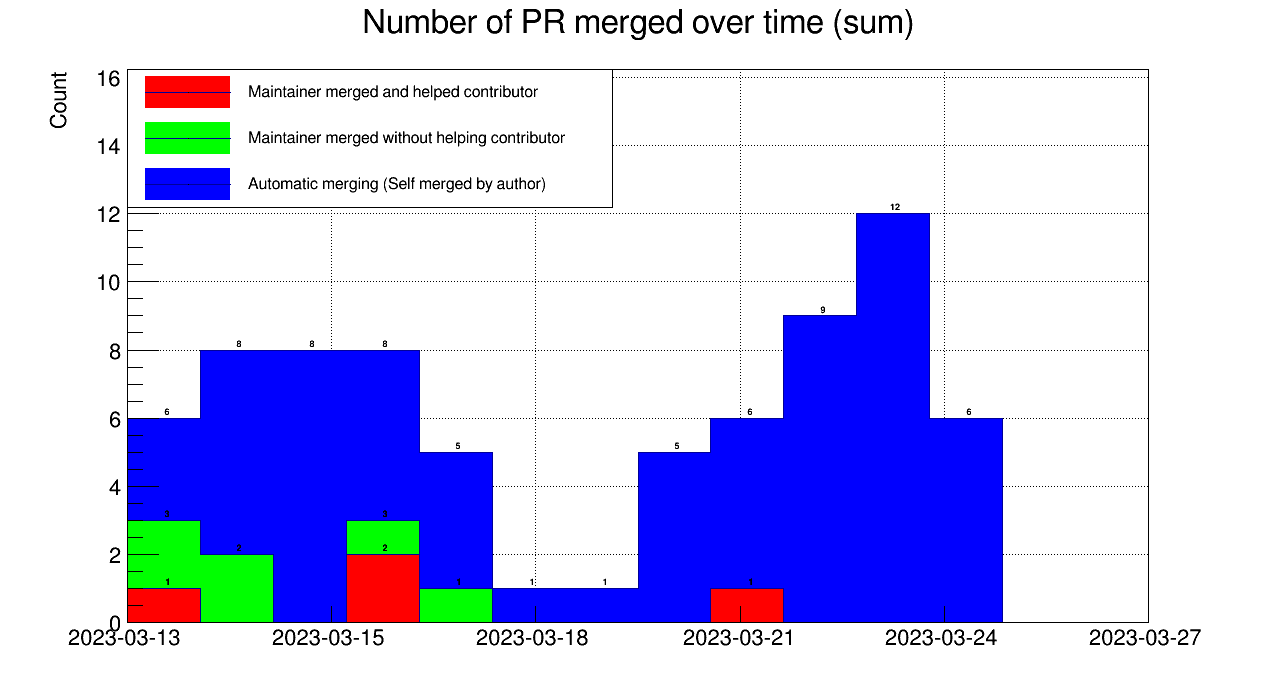 Number of PR merged over time (sum)
Count
16
14
12
10
8
6
4
2
0
Maintainer merged and helped contributor
Maintainer merged without helping contributor
Automatic merging (Self merged by author)
12
9
8 8 8
6 6 6
5 5
3 3
2 2
1 1 1 1 1
2023-03-13 2023-03-15 2023-03-18 2023-03-21 2023-03-24 2023-03-27